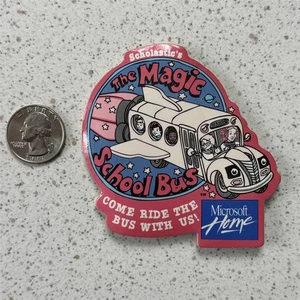 Scholastic's
The Magic
School Bus
COME RIDE THE
BUS WITH US!
Microsoft
Home